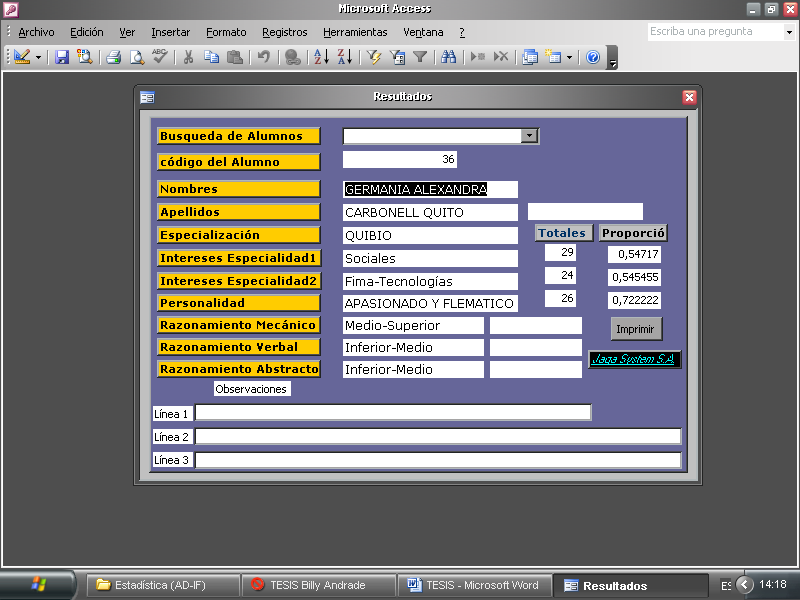 Microsoft Access
Archivo Edición Ver Insertar Formato Registros Herramientas Ventana ? Escriba una pregunta
Resultados
Busqueda de Alumnos
código del Alumno 36
Nombres GERMANIA ALEXANDRA
Apellidos CARBONELL QUITO
Especialización QUIBIO Totales Proporció
Intereses Especialidad1 Sociales 29 0,54717
Intereses Especialidad2 Fima-Tecnologías 24 0,545455
Personalidad APASIONADO Y FLEMATICO 26 0,722222
Razonamiento Mecánico Medio-Superior Imprimir
Razonamiento Verbal Inferior-Medio Jaga System S.A.
Razonamiento Abstracto Inferior-Medio
Observaciones
Línea 1
Línea 2
Línea 3
Estadística (AD-IF) TESIS Billy Andrade TESIS - Microsoft Word Resultados ES 14:18